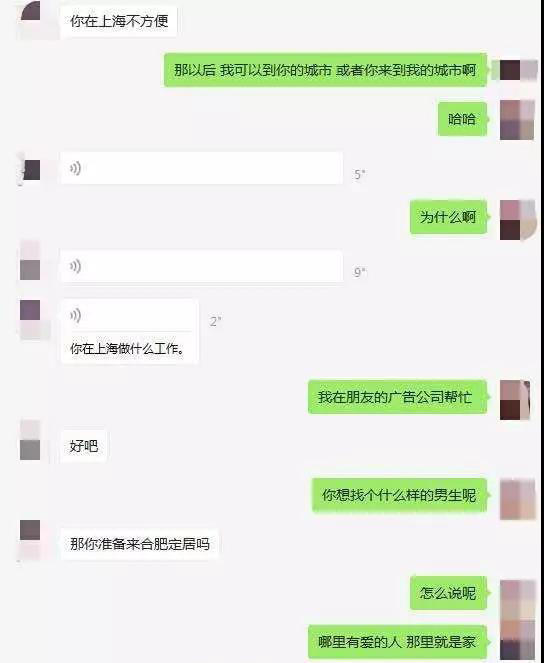 你在上海不方便
那以后 我可以到你的城市 或者你来到我的城市啊
哈哈
5"
为什么啊
9"
2"
你在上海做什么工作。
我在朋友的广告公司帮忙
好吧
你想找个什么样的男生呢
那你准备来合肥定居吗
怎么说呢
哪里有爱的人 那里就是家